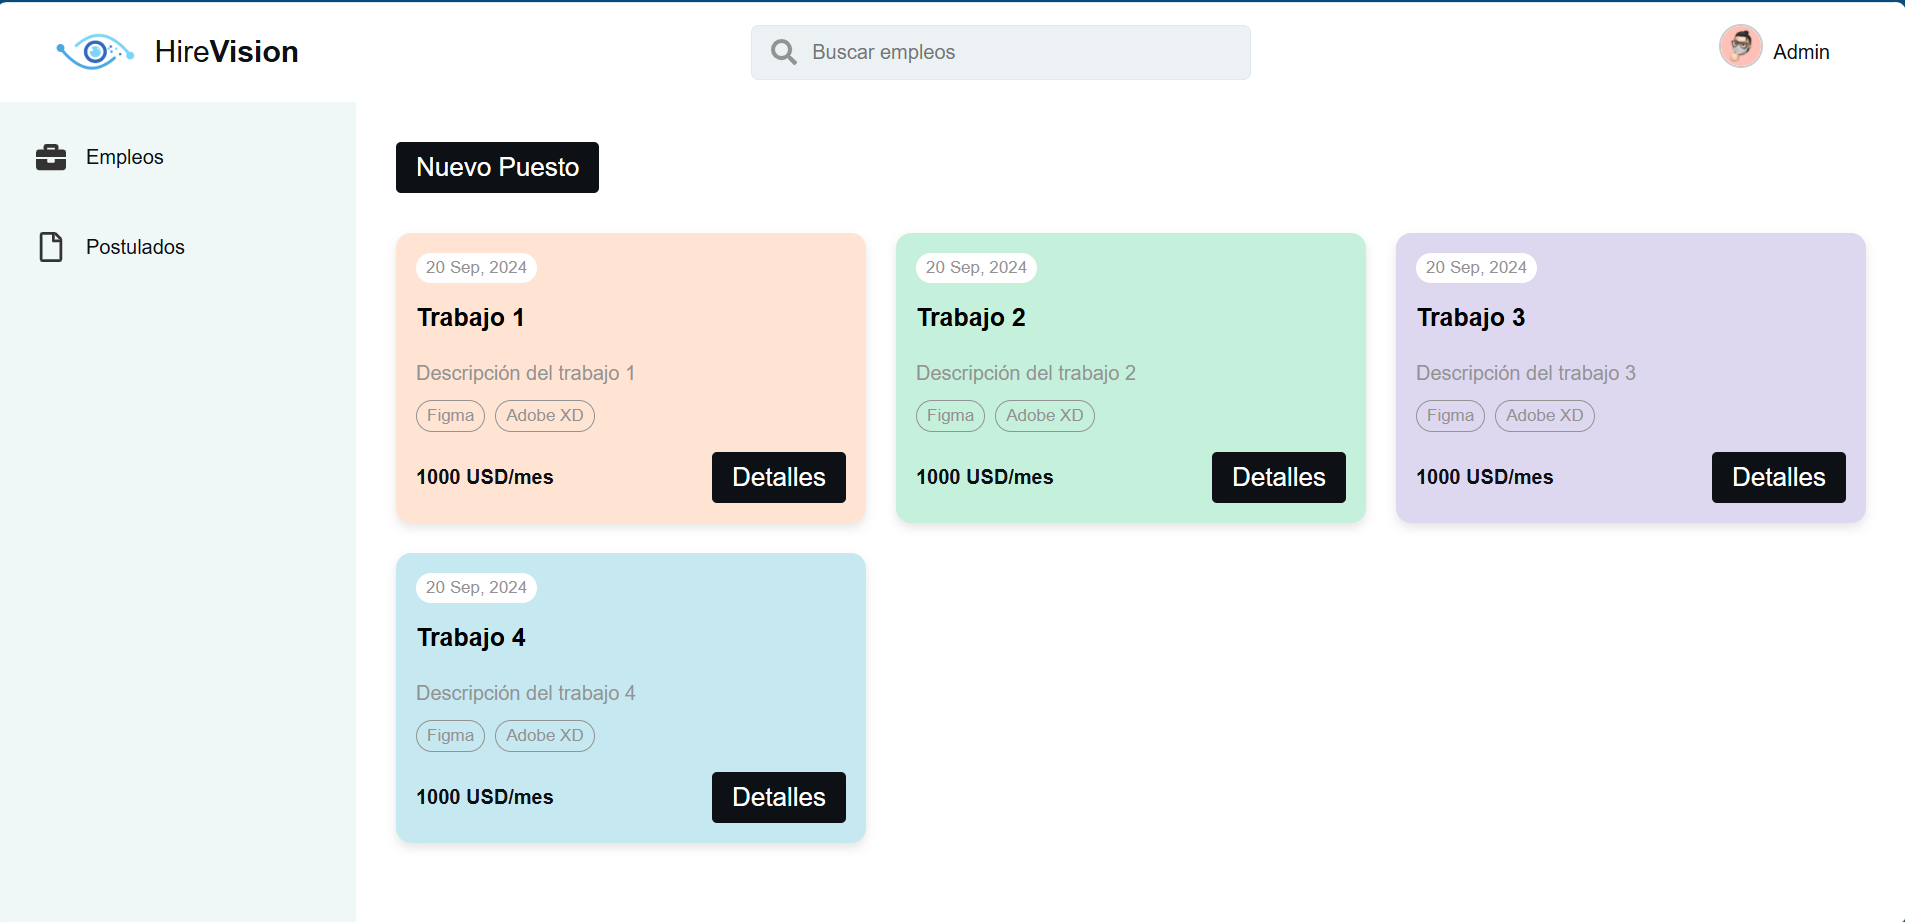 HireVision
Buscar empleos
Admin
Empleos
Postulados
Nuevo Puesto
20 Sep, 2024
Trabajo 1
Descripción del trabajo 1
Figma
Adobe XD
1000 USD/mes
Detalles
20 Sep, 2024
Trabajo 2
Descripción del trabajo 2
Figma
Adobe XD
1000 USD/mes
Detalles
20 Sep, 2024
Trabajo 3
Descripción del trabajo 3
Figma
Adobe XD
1000 USD/mes
Detalles
20 Sep, 2024
Trabajo 4
Descripción del trabajo 4
Figma
Adobe XD
1000 USD/mes
Detalles